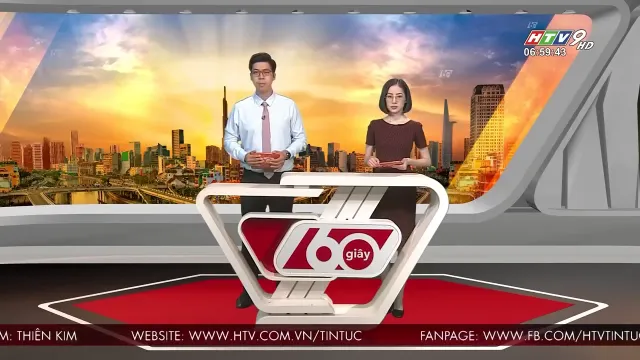 HTV9 HD
06:59:43
60
giây
M: THIÊN KIM WEBSITE: WWW.HTV.COM.VN/TINTUC FANPAGE: WWW.FB.COM/HTVTINTUC